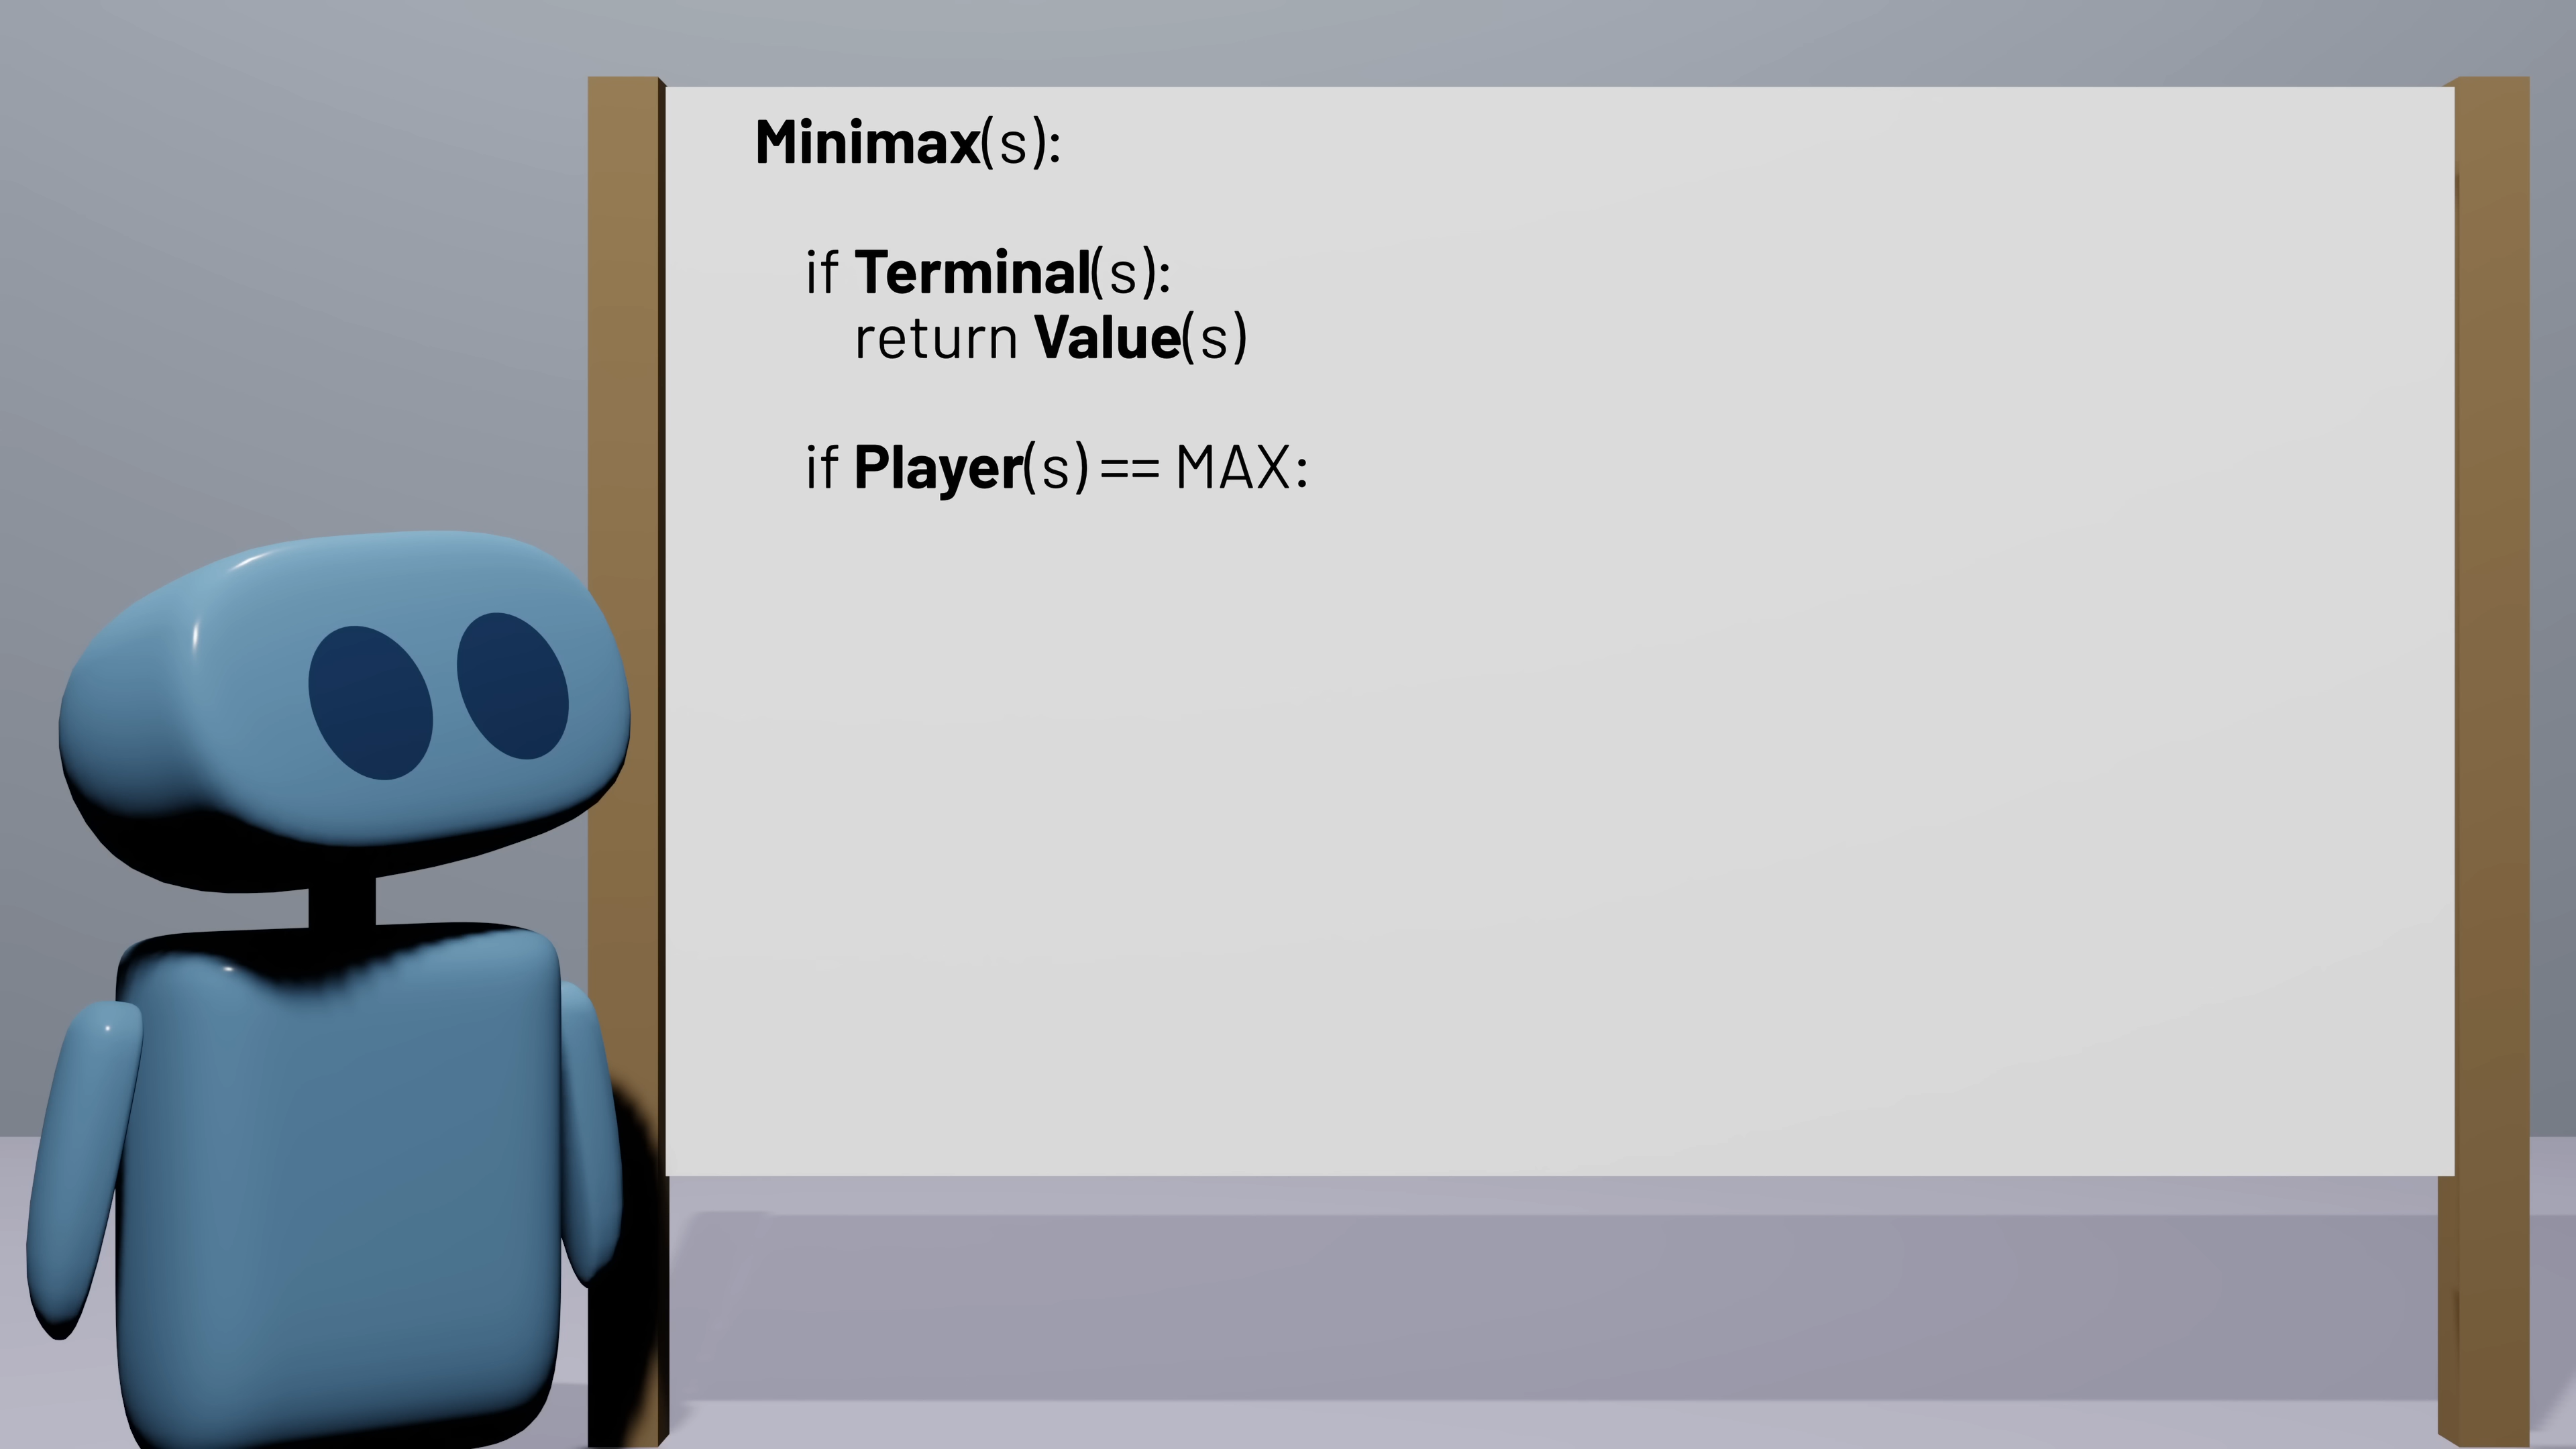 Minimax(s):
if Terminal(s):
return Value(s)
if Player(s) == MAX: